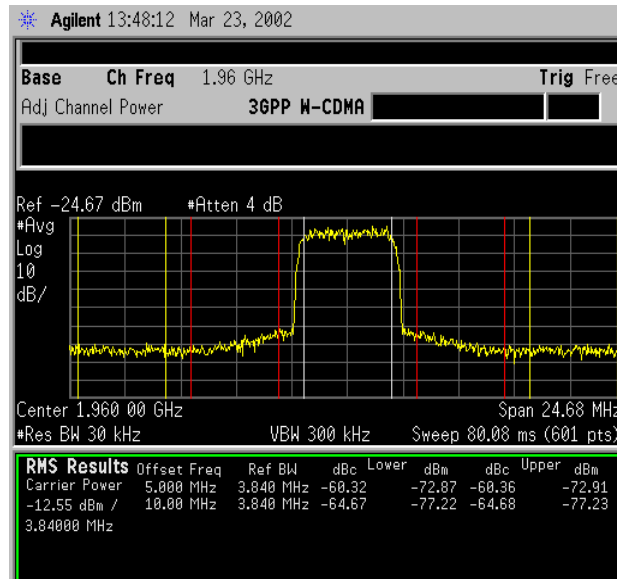 Agilent 13:48:12 Mar 23, 2002
Base Ch Freq 1.96 GHz Trig Free
Adj Channel Power 3GPP W-CDMA
Ref -24.67 dBm #Atten 4 dB
#Avg
Log
10
dB/
Center 1.960 00 GHz Span 24.68 MHz
#Res BW 30 kHz VBW 300 kHz Sweep 80.08 ms (601 pts)
RMS Results Offset Freq Ref BW dBc Lower dBm dBc Upper dBm
Carrier Power 5.000 MHz 3.840 MHz -60.32 -72.87 -60.36 -72.91
-12.55 dBm / 10.00 MHz 3.840 MHz -64.67 -77.22 -64.68 -77.23
3.84000 MHz